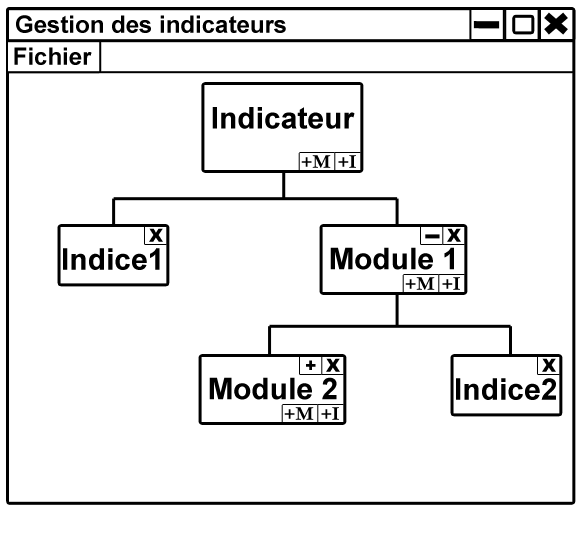 Gestion des indicateurs
Fichier
Indicateur
+M +I
X
Indice1
− X
Module 1
+M +I
+ X
Module 2
+M +I
X
Indice2